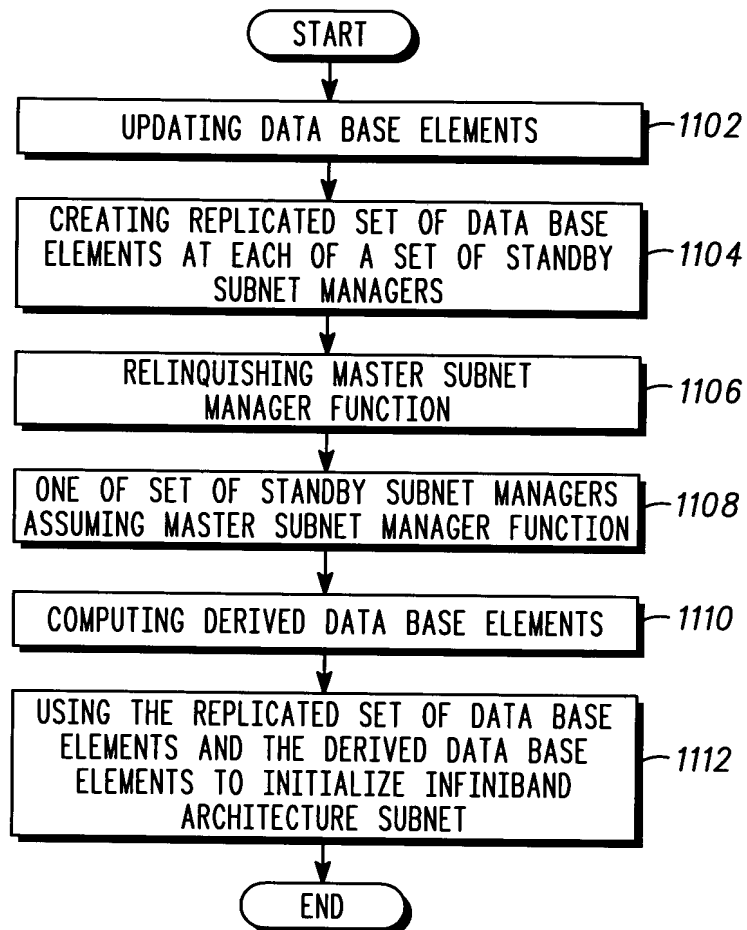 START
UPDATING DATA BASE ELEMENTS
1102
CREATING REPLICATED SET OF DATA BASE
ELEMENTS AT EACH OF A SET OF STANDBY
SUBNET MANAGERS
1104
RELINQUISHING MASTER SUBNET
MANAGER FUNCTION
1106
ONE OF SET OF STANDBY SUBNET MANAGERS
ASSUMING MASTER SUBNET MANAGER FUNCTION
1108
COMPUTING DERIVED DATA BASE ELEMENTS
1110
USING THE REPLICATED SET OF DATA BASE
ELEMENTS AND THE DERIVED DATA BASE
ELEMENTS TO INITIALIZE INFINIBAND
ARCHITECTURE SUBNET
1112
END